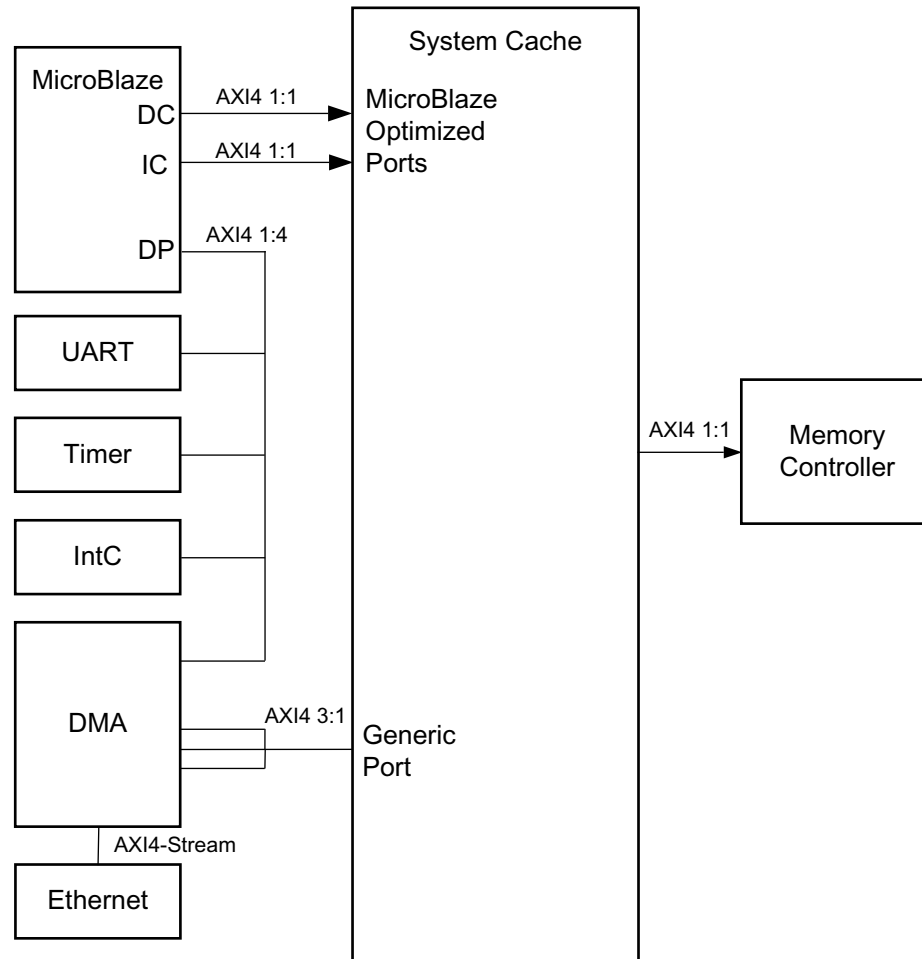 System Cache
MicroBlaze
DC
IC
DP
AXI4 1:1
AXI4 1:1
AXI4 1:4
MicroBlaze
Optimized
Ports
UART
Timer
IntC
DMA
AXI4 3:1
Generic
Port
AXI4-Stream
Ethernet
AXI4 1:1
Memory
Controller